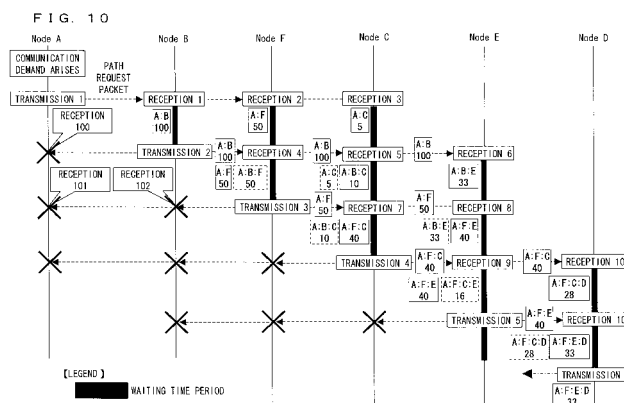 FIG. 10
Node A Node B Node F Node C Node E Node D
COMMUNICATION
DEMAND ARISES
PATH
REQUEST
PACKET
TRANSMISSION 1 RECEPTION 1 RECEPTION 2 RECEPTION 3
RECEPTION
100
A:B
100
A:F
50
A:C
5
TRANSMISSION 2 A:B
100
RECEPTION 4 A:B
100
RECEPTION 5 A:B
100
RECEPTION 6
A:F
50
A:B:F
50
A:C
5
A:B:C
10
A:B:E
33
RECEPTION
101
RECEPTION
102
TRANSMISSION 3 A:F
50
RECEPTION 7 A:F
50
RECEPTION 8
A:B:C
10
A:F:C
40
A:B:E
33
A:F:E
40
TRANSMISSION 4 A:F:C
40
RECEPTION 9 A:F:C
40
RECEPTION 10
A:F:E
40
A:F:C:E
16
A:F:C:D
28
TRANSMISSION 5 A:F:E
40
RECEPTION 10
A:F:C:D
28
A:F:E:D
33
[LEGEND]
WAITING TIME PERIOD
TRANSMISSION
A:F:E:D
33